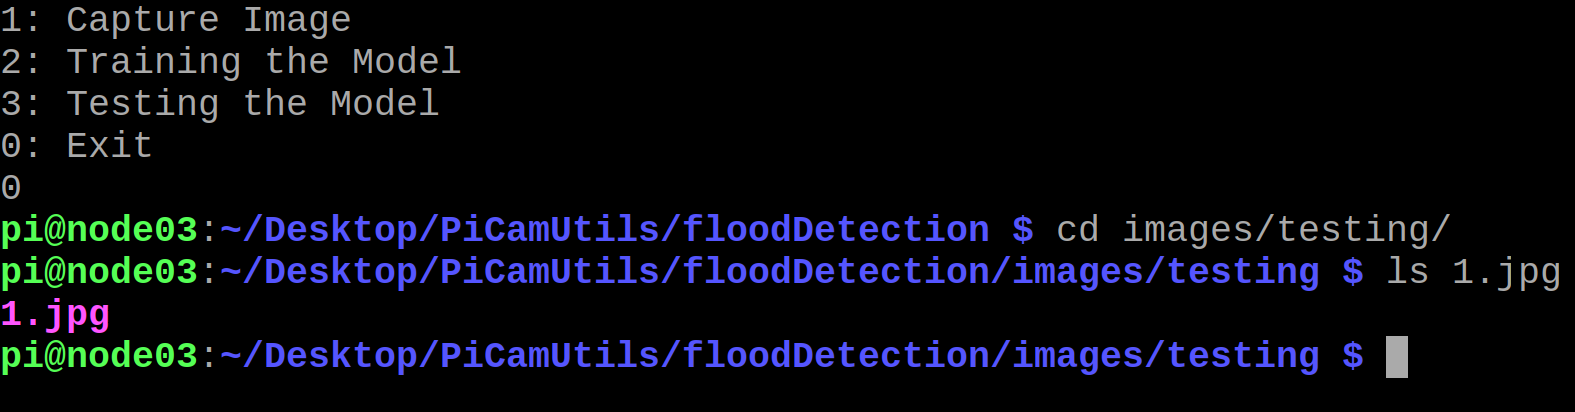 1: Capture Image
2: Training the Model
3: Testing the Model
0: Exit
0
pi@node03:~/Desktop/PiCamUtils/floodDetection $ cd images/testing/
pi@node03:~/Desktop/PiCamUtils/floodDetection/images/testing $ ls 1.jpg
1.jpg
pi@node03:~/Desktop/PiCamUtils/floodDetection/images/testing $